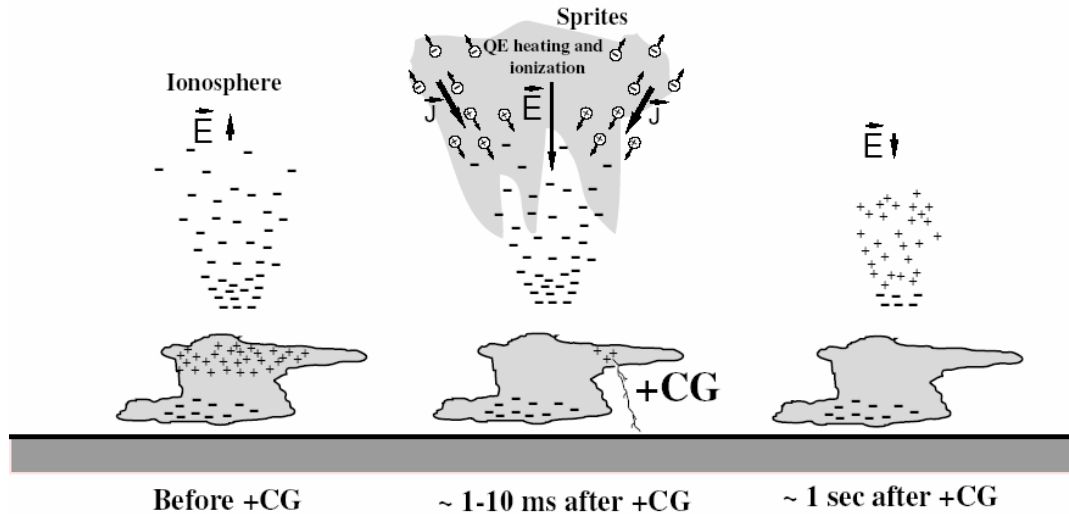 Sprites
QE heating and
ionization
Ionosphere
E
J
E
J
E
+CG
Before +CG
~ 1-10 ms after +CG
~ 1 sec after +CG